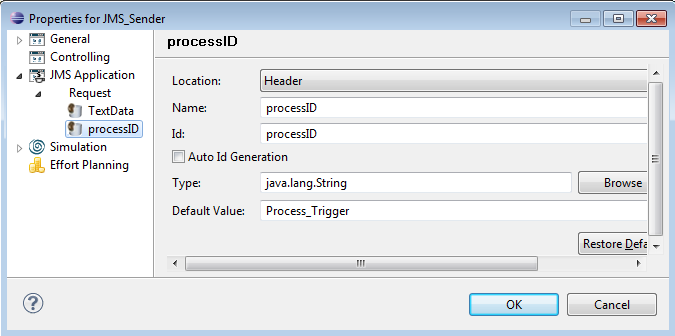 Properties for JMS_Sender
General
Controlling
JMS Application
Request
TextData
processID
Simulation
Effort Planning
processID
Location: Header
Name: processID
Id: processID
Auto Id Generation
Type: java.lang.String Browse
Default Value: Process_Trigger
Restore Defa
? OK Cancel